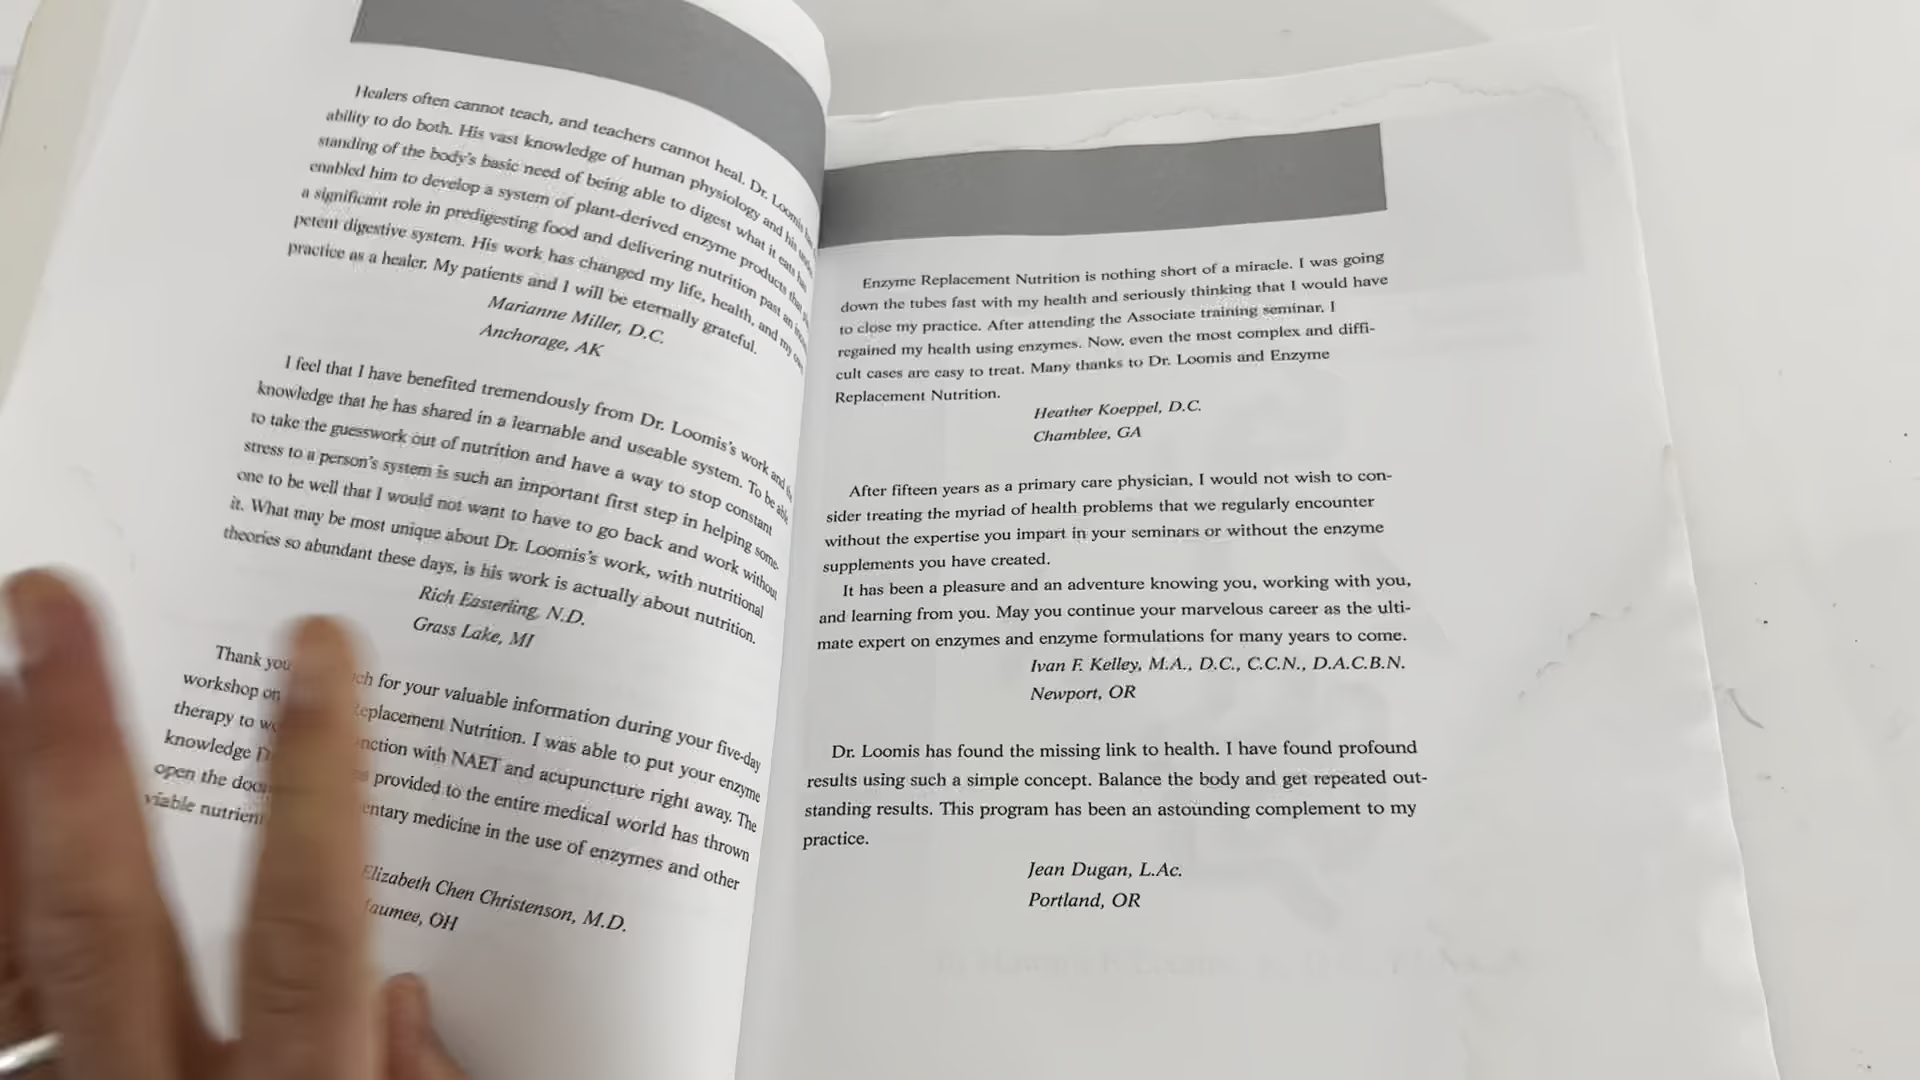 Healers often cannot teach, and teachers cannot heal. Dr. Loomis has
ability to do both. His vast knowledge of human physiology and his
standing of the body's basic need of being able to digest what it eats has
enabled him to develop a system of plant-derived enzyme products that
a significant role in predigesting food and delivering nutrition past an
petent digestive system. His work has changed my life, health, and my own
practice as a healer. My patients and I will be eternally grateful.
Marianne Miller, D.C.
Anchorage, AK
I feel that I have benefited tremendously from Dr. Loomis's work and the
knowledge that he has shared in a learnable and useable system. To be able
to take the guesswork out of nutrition and have a way to stop constant
stress to a person's system is such an important first step in helping some-
one to be well that I would not want to have to go back and work without
it. What may be most unique about Dr. Loomis's work, with nutritional
theories so abundant these days, is his work is actually about nutrition.
Rich Easterling, N.D.
Grass Lake, MI
Thank you for your valuable information during your five-day
workshop on Replacement Nutrition. I was able to put your enzyme
therapy to with NAET and acupuncture right away. The
knowledge provided to the entire medical world has thrown
open the medicine in the use of enzymes and other
viable
Elizabeth Chen Christenson, M.D.
OH
Enzyme Replacement Nutrition is nothing short of a miracle. I was going
down the tubes fast with my health and seriously thinking that I would have
to close my practice. After attending the Associate training seminar, I
regained my health using enzymes. Now, even the most complex and diffi-
cult cases are easy to treat. Many thanks to Dr. Loomis and Enzyme
Replacement Nutrition.
Heather Koeppel, D.C.
Chamblee, GA
After fifteen years as a primary care physician, I would not wish to con-
sider treating the myriad of health problems that we regularly encounter
without the expertise you impart in your seminars or without the enzyme
supplements you have created.
It has been a pleasure and an adventure knowing you, working with you,
and learning from you. May you continue your marvelous career as the ulti-
mate expert on enzymes and enzyme formulations for many years to come.
Ivan F. Kelley, M.A., D.C., C.C.N., D.A.C.B.N.
Newport, OR
Dr. Loomis has found the missing link to health. I have found profound
results using such a simple concept. Balance the body and get repeated out-
standing results. This program has been an astounding complement to my
practice.
Jean Dugan, L.Ac.
Portland, OR